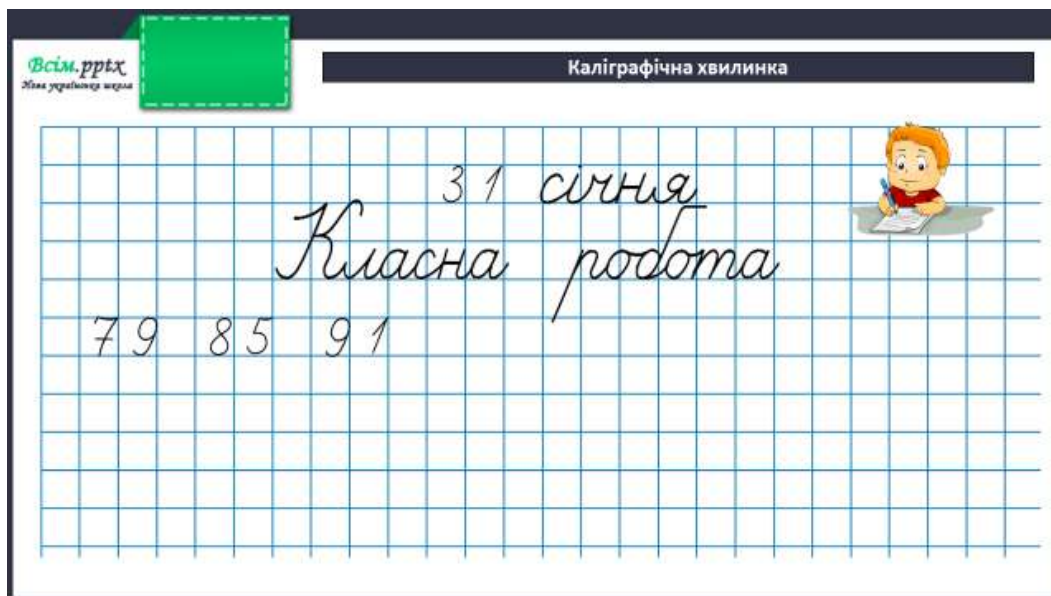 Всім.pptx
Нова українська школа
Каліграфічна хвилинка
31 січня
Класна робота
79 85 91